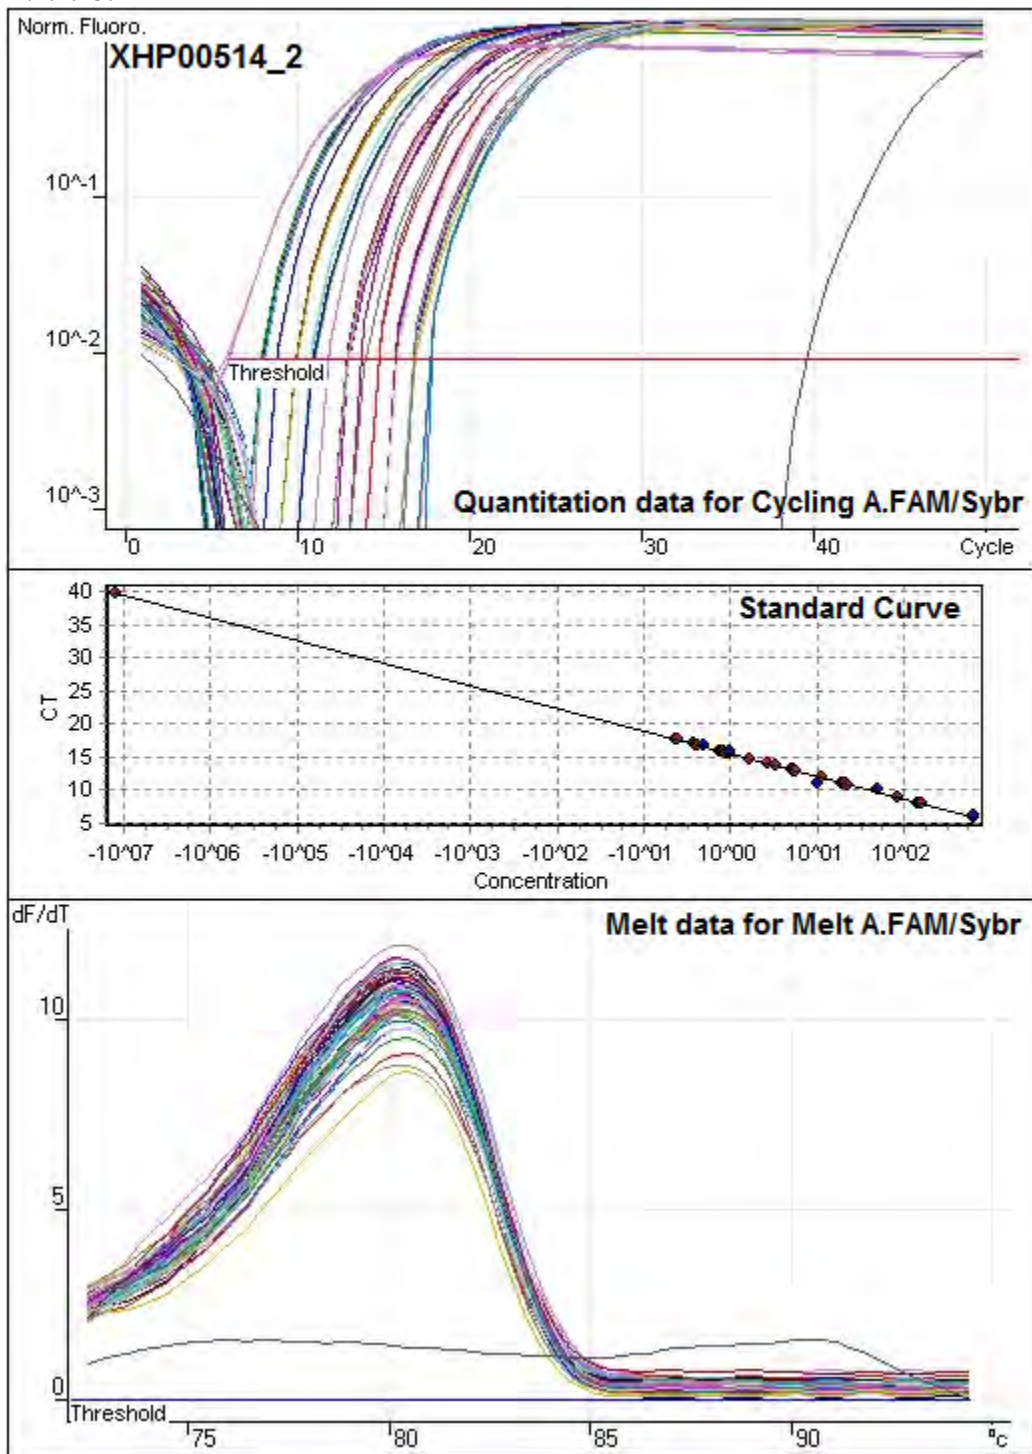 Norm. Fluoro.
XHP00514_2
10^-1
10^-2
Threshold
10^-3
Quantitation data for Cycling A.FAM/Sybr
0 10 20 30 40 Cycle
40
Standard Curve
35
30
25
CT
20
15
10
5
-10^07 -10^06 -10^05 -10^04 -10^03 -10^02 -10^01 10^00 10^01 10^02
Concentration
dF/dT
Melt data for Melt A.FAM/Sybr
10
5
0
Threshold
75 80 85 90 °c